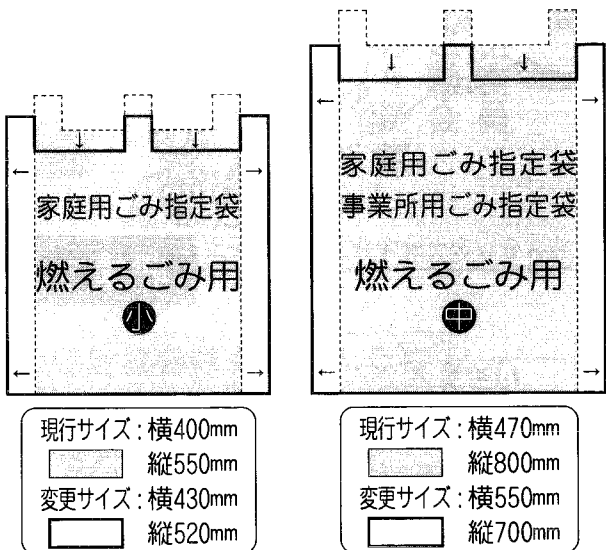 家庭用ごみ指定袋
燃えるごみ用
小
現行サイズ：横400mm
縦550mm
変更サイズ：横430mm
縦520mm
家庭用ごみ指定袋
事業所用ごみ指定袋
燃えるごみ用
中
現行サイズ：横470mm
縦800mm
変更サイズ：横550mm
縦700mm